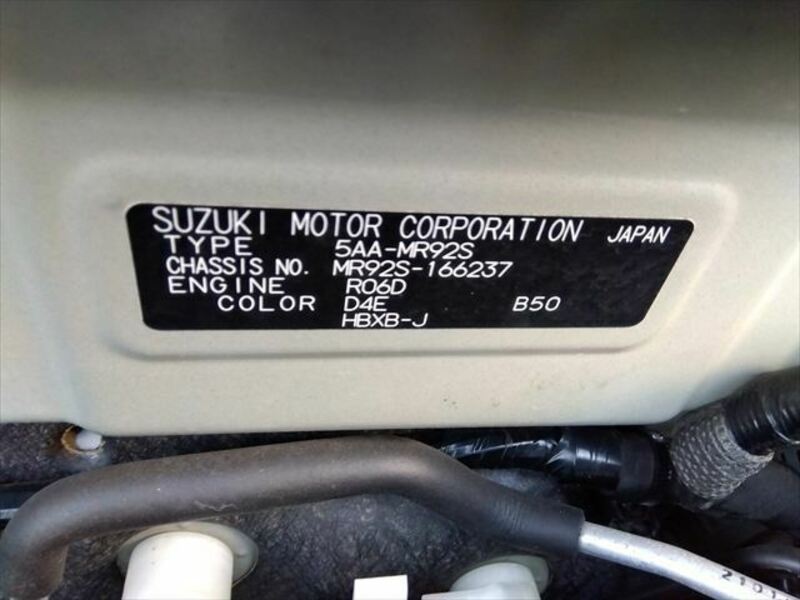 SUZUKI MOTOR CORPORATION JAPAN
TYPE 5AA-MR92S
CHASSIS NO. MR92S-166237
ENGINE R06D
COLOR D4E B50
HBXB-J